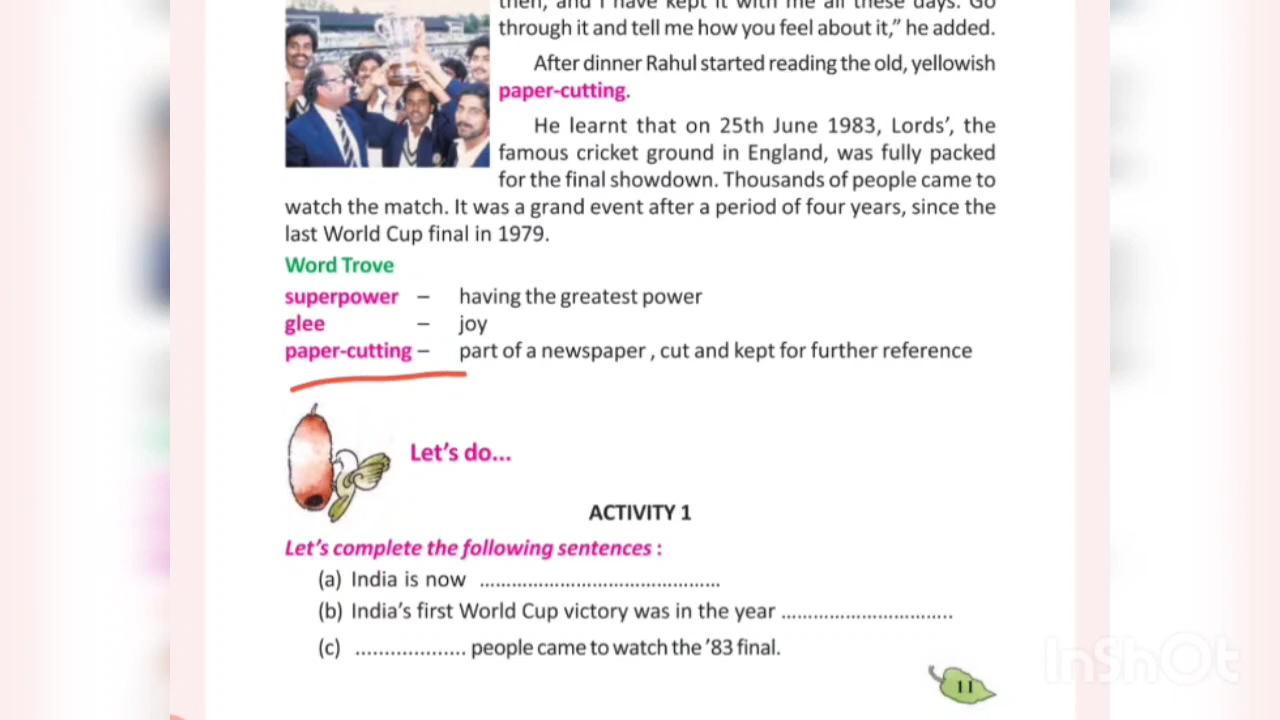 then, and I have kept it with me all these days. Go
through it and tell me how you feel about it,” he added.
After dinner Rahul started reading the old, yellowish
paper-cutting.
He learnt that on 25th June 1983, Lords’, the
famous cricket ground in England, was fully packed
for the final showdown. Thousands of people came to
watch the match. It was a grand event after a period of four years, since the
last World Cup final in 1979.
Word Trove
superpower – having the greatest power
glee – joy
paper-cutting – part of a newspaper , cut and kept for further reference
Let’s do...
ACTIVITY 1
Let’s complete the following sentences :
(a) India is now ..............................................
(b) India’s first World Cup victory was in the year .................................
(c) ..................... people came to watch the ’83 final.
11
InShOt